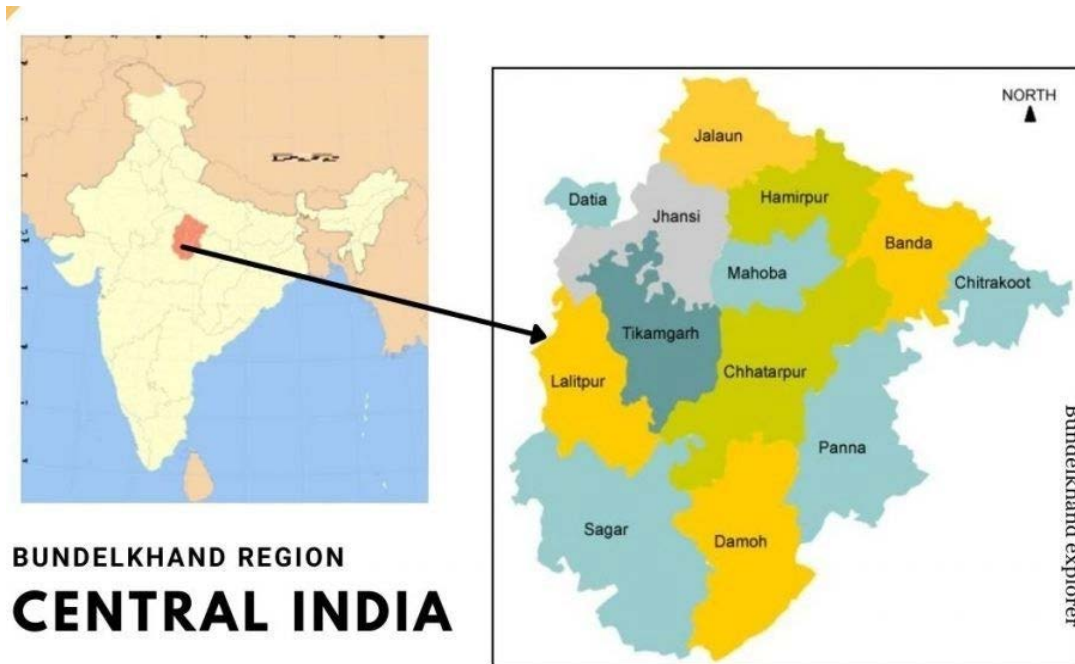 BUNDELKHAND REGION
CENTRAL INDIA
NORTH
Jalaun
Hamirpur
Datia
Jhansi
Banda
Mahoba
Chitrakoot
Tikamgarh
Lalitpur
Chhatarpur
Panna
Sagar
Damoh
Bundelkhand explorer